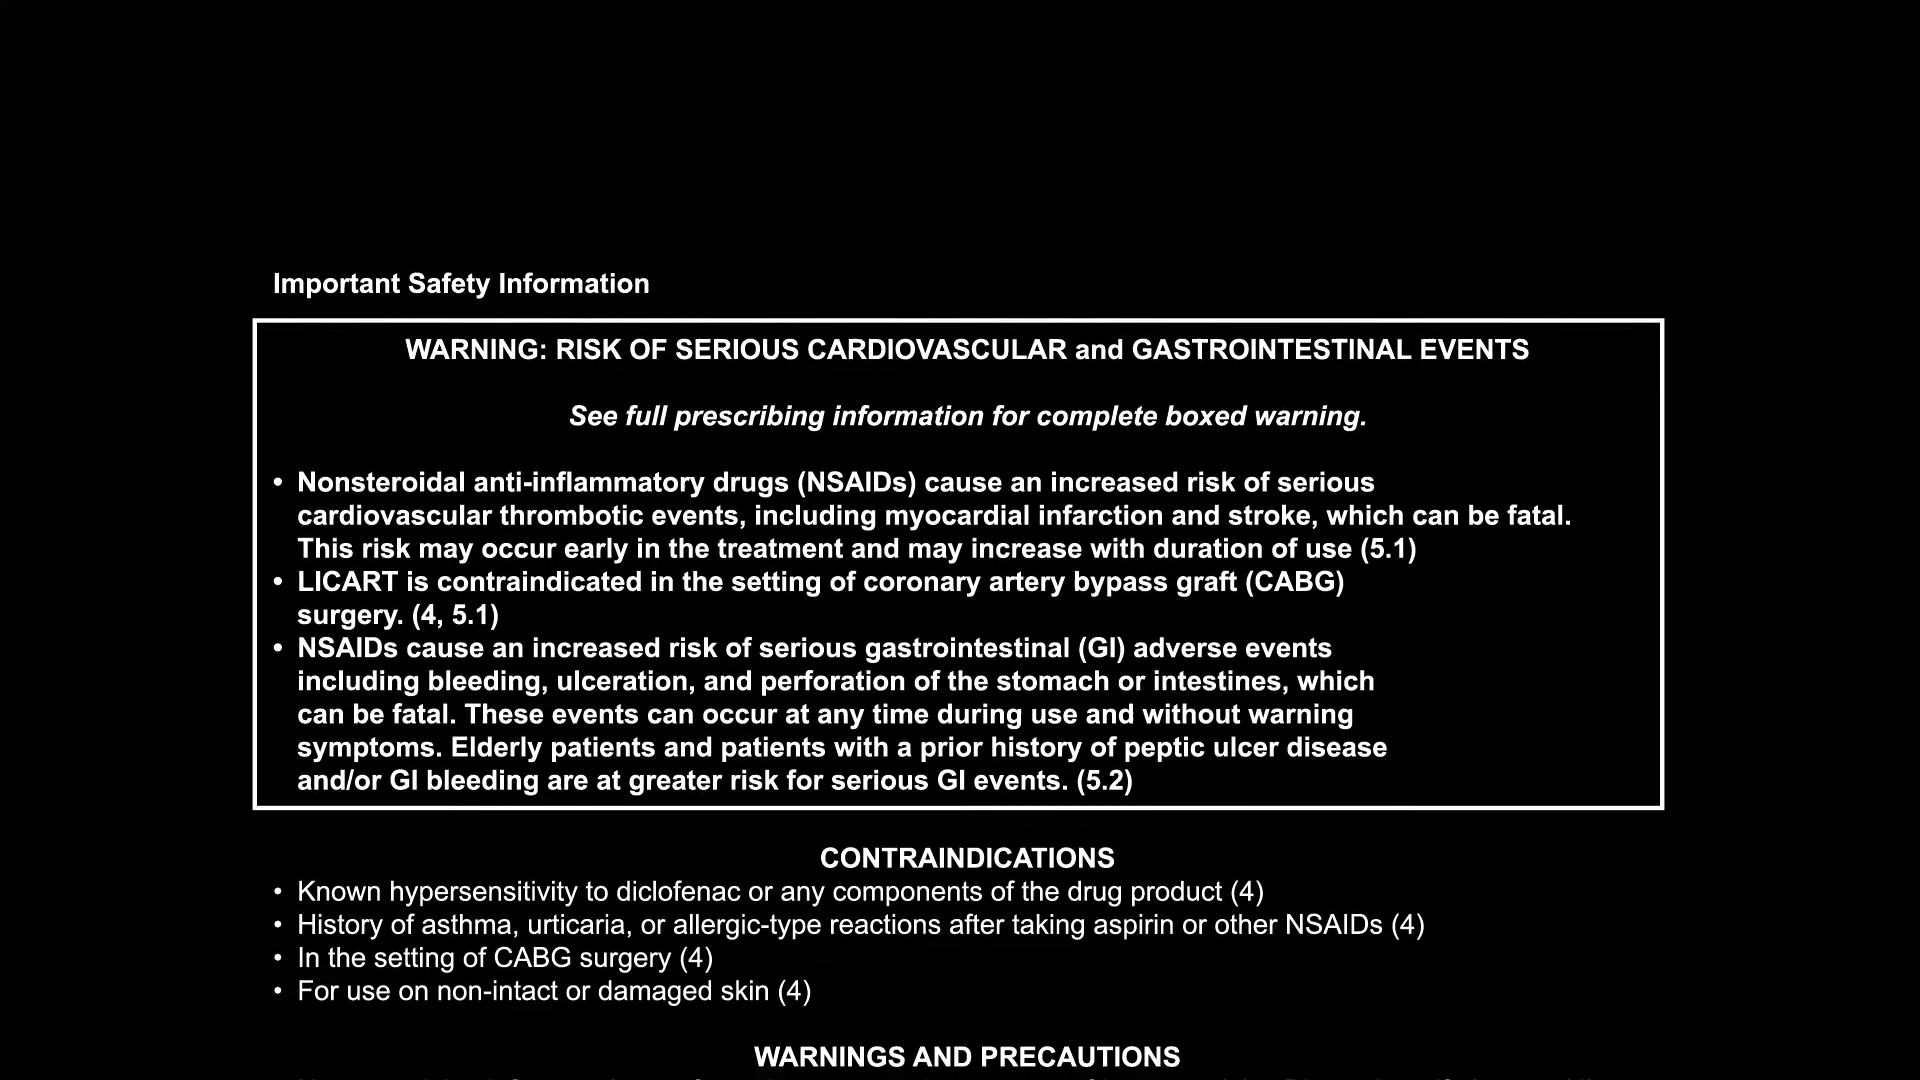 Important Safety Information
WARNING: RISK OF SERIOUS CARDIOVASCULAR and GASTROINTESTINAL EVENTS
See full prescribing information for complete boxed warning.
• Nonsteroidal anti-inflammatory drugs (NSAIDs) cause an increased risk of serious
cardiovascular thrombotic events, including myocardial infarction and stroke, which can be fatal.
This risk may occur early in the treatment and may increase with duration of use (5.1)
• LICART is contraindicated in the setting of coronary artery bypass graft (CABG)
surgery. (4, 5.1)
• NSAIDs cause an increased risk of serious gastrointestinal (GI) adverse events
including bleeding, ulceration, and perforation of the stomach or intestines, which
can be fatal. These events can occur at any time during use and without warning
symptoms. Elderly patients and patients with a prior history of peptic ulcer disease
and/or GI bleeding are at greater risk for serious GI events. (5.2)
CONTRAINDICATIONS
• Known hypersensitivity to diclofenac or any components of the drug product (4)
• History of asthma, urticaria, or allergic-type reactions after taking aspirin or other NSAIDs (4)
• In the setting of CABG surgery (4)
• For use on non-intact or damaged skin (4)
WARNINGS AND PRECAUTIONS